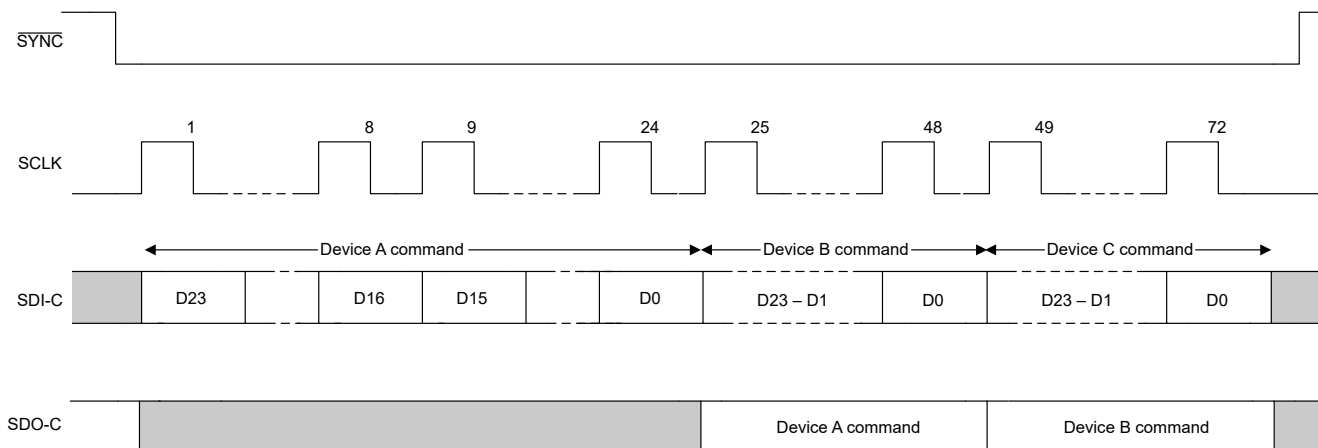 SYNC
1 8 9 24 25 48 49 72
SCLK
Device A command Device B command Device C command
SDI-C D23 D16 D15 D0 D23 – D1 D0 D23 – D1 D0
SDO-C Device A command Device B command